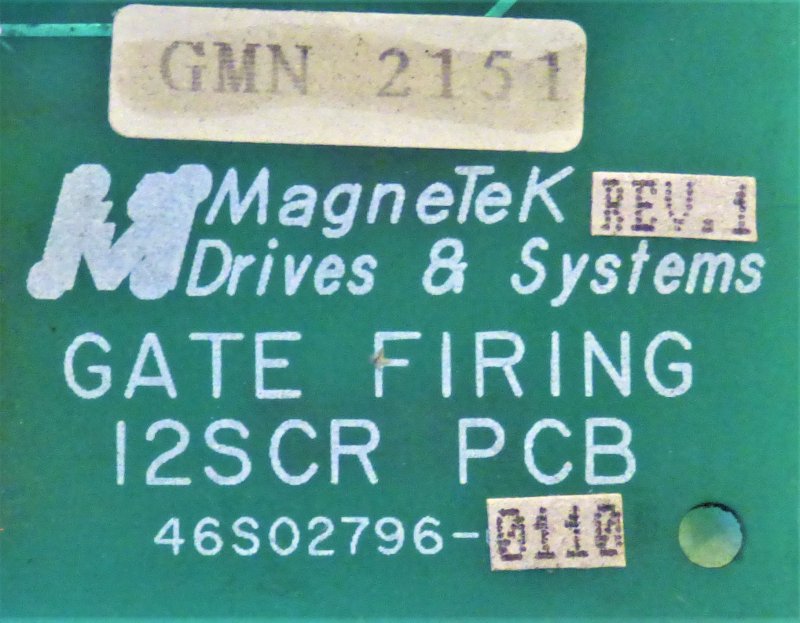 GMN 2151
MagneTeK REV.1
Drives & Systems
GATE FIRING
12SCR PCB
46S02796-0110